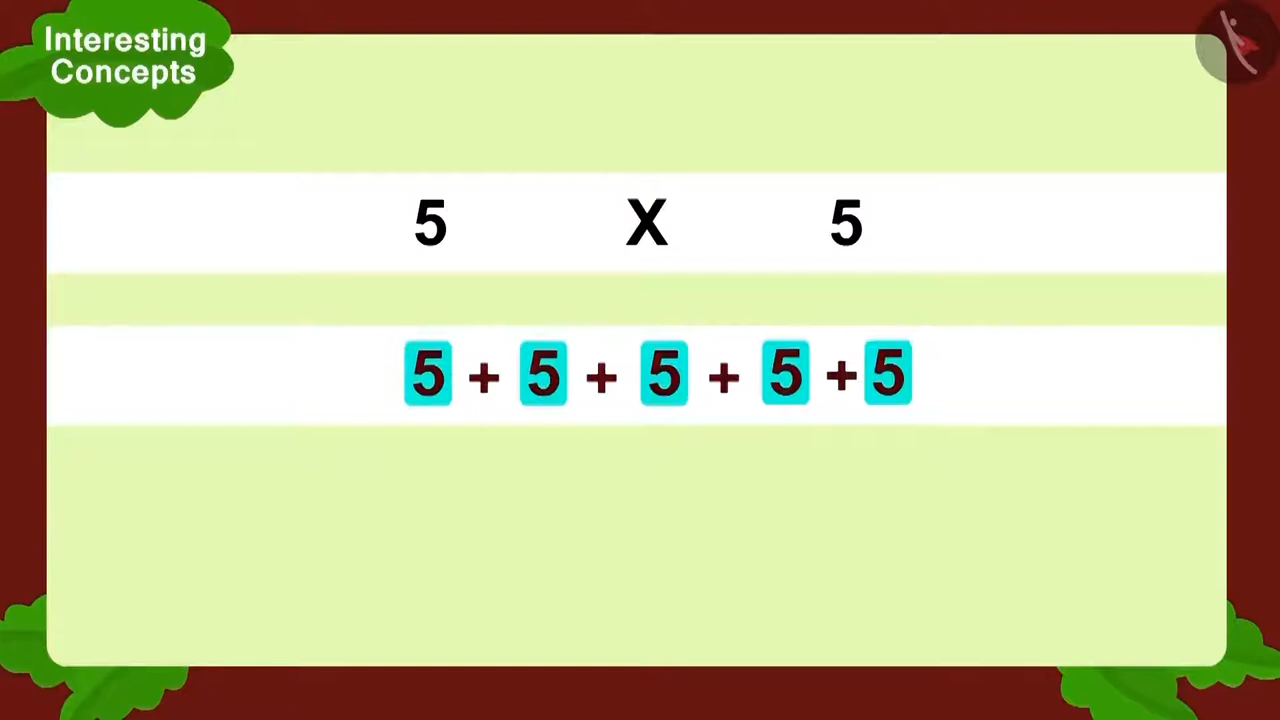 Interesting
Concepts
5 X 5
5 + 5 + 5 + 5 + 5